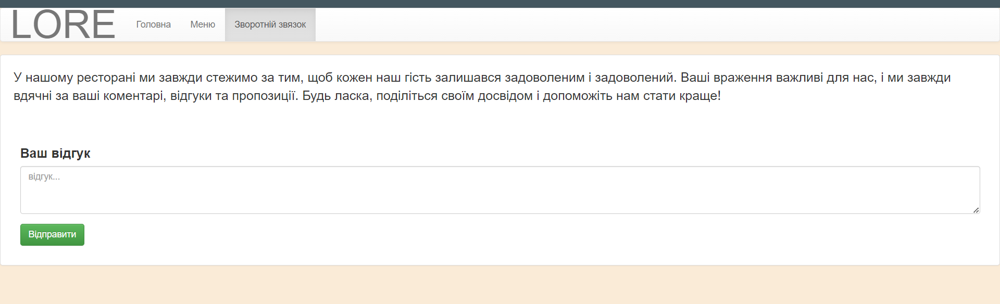 LORE Головна Меню Зворотній звязок
У нашому ресторані ми завжди стежимо за тим, щоб кожен наш гість залишався задоволеним і задоволений. Ваші враження важливі для нас, і ми завжди
вдячні за ваші коментарі, відгуки та пропозиції. Будь ласка, поділіться своїм досвідом і допоможіть нам стати краще!
Ваш відгук
відгук...
Відправити